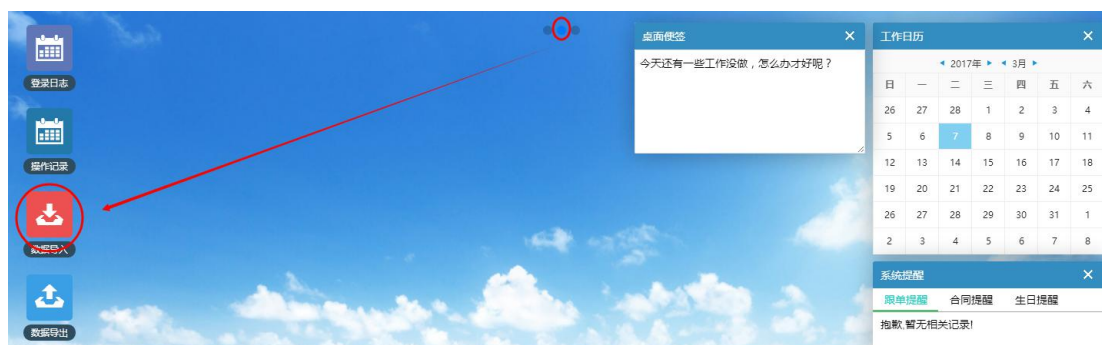 登录日志
操作记录
数据导入
数据导出
桌面便签 ×
今天还有一些工作没做,怎么办才好呢?
工作日历 ×
2017年 3月
日 一 二 三 四 五 六
26 27 28 1 2 3 4
5 6 7 8 9 10 11
12 13 14 15 16 17 18
19 20 21 22 23 24 25
26 27 28 29 30 31 1
2 3 4 5 6 7 8
系统提醒 ×
跟单提醒 合同提醒 生日提醒
抱歉,暂无相关记录!